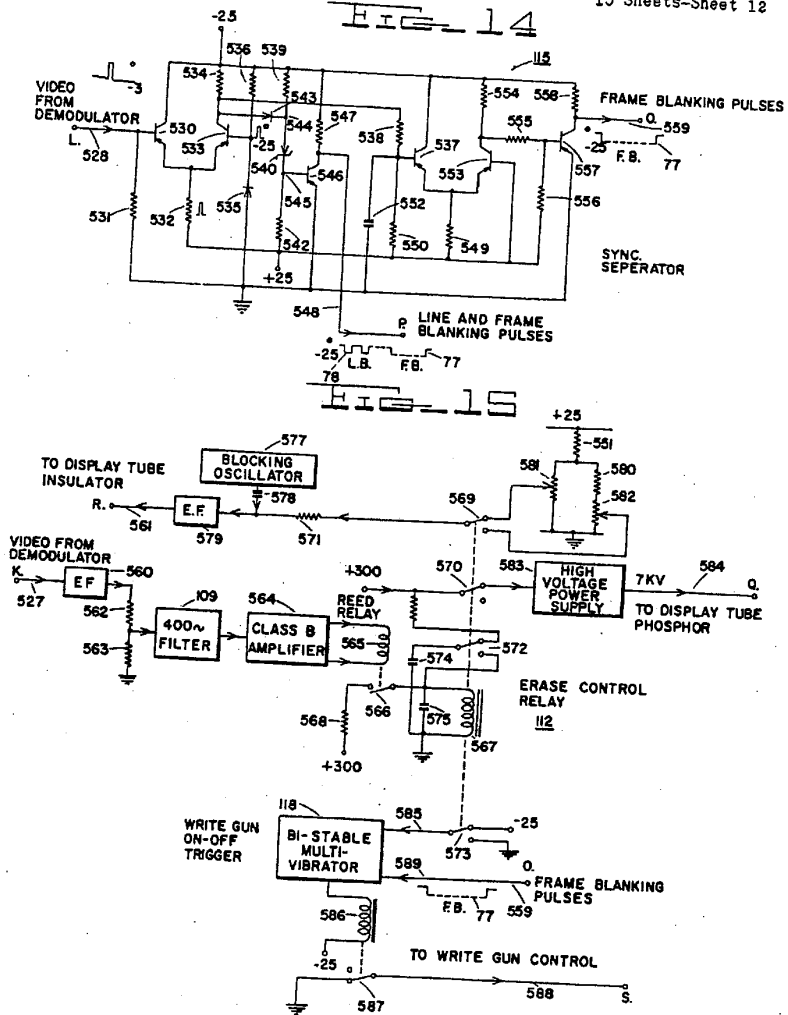 15 Sheets-Sheet 12
FIG_14
-25
115
534
536
539
-3
543
554
558
VIDEO
FROM
DEMODULATOR
544
547
538
FRAME BLANKING PULSES
O.
L.
530
537
555
559
528
533
-25
540
546
553
557
-25 F.B. 77
545
552
556
531
532
535
542
550
549
+25
SYNC.
SEPERATOR
548
P.
LINE AND FRAME
BLANKING PULSES
-25
L.B.
F.B.
77
78
FIG_15
+25
577
551
TO DISPLAY TUBE
INSULATOR
BLOCKING
OSCILLATOR
581
580
578
569
582
R.
561
E.F.
579
571
VIDEO FROM
DEMODULATOR
K.
560
+300
570
583
HIGH
VOLTAGE
POWER
SUPPLY
7KV
584
Q.
EF
527
562
564
REED
RELAY
TO DISPLAY TUBE
PHOSPHOR
109
400~
FILTER
CLASS B
AMPLIFIER
565
572
574
563
566
575
ERASE CONTROL
RELAY
112
568
567
+300
118
585
-25
WRITE GUN
ON-OFF
TRIGGER
BI-STABLE
MULTI-
VIBRATOR
573
589
O.
FRAME BLANKING
PULSES
559
586
F.B.
77
-25
TO WRITE GUN CONTROL
587
588
S.